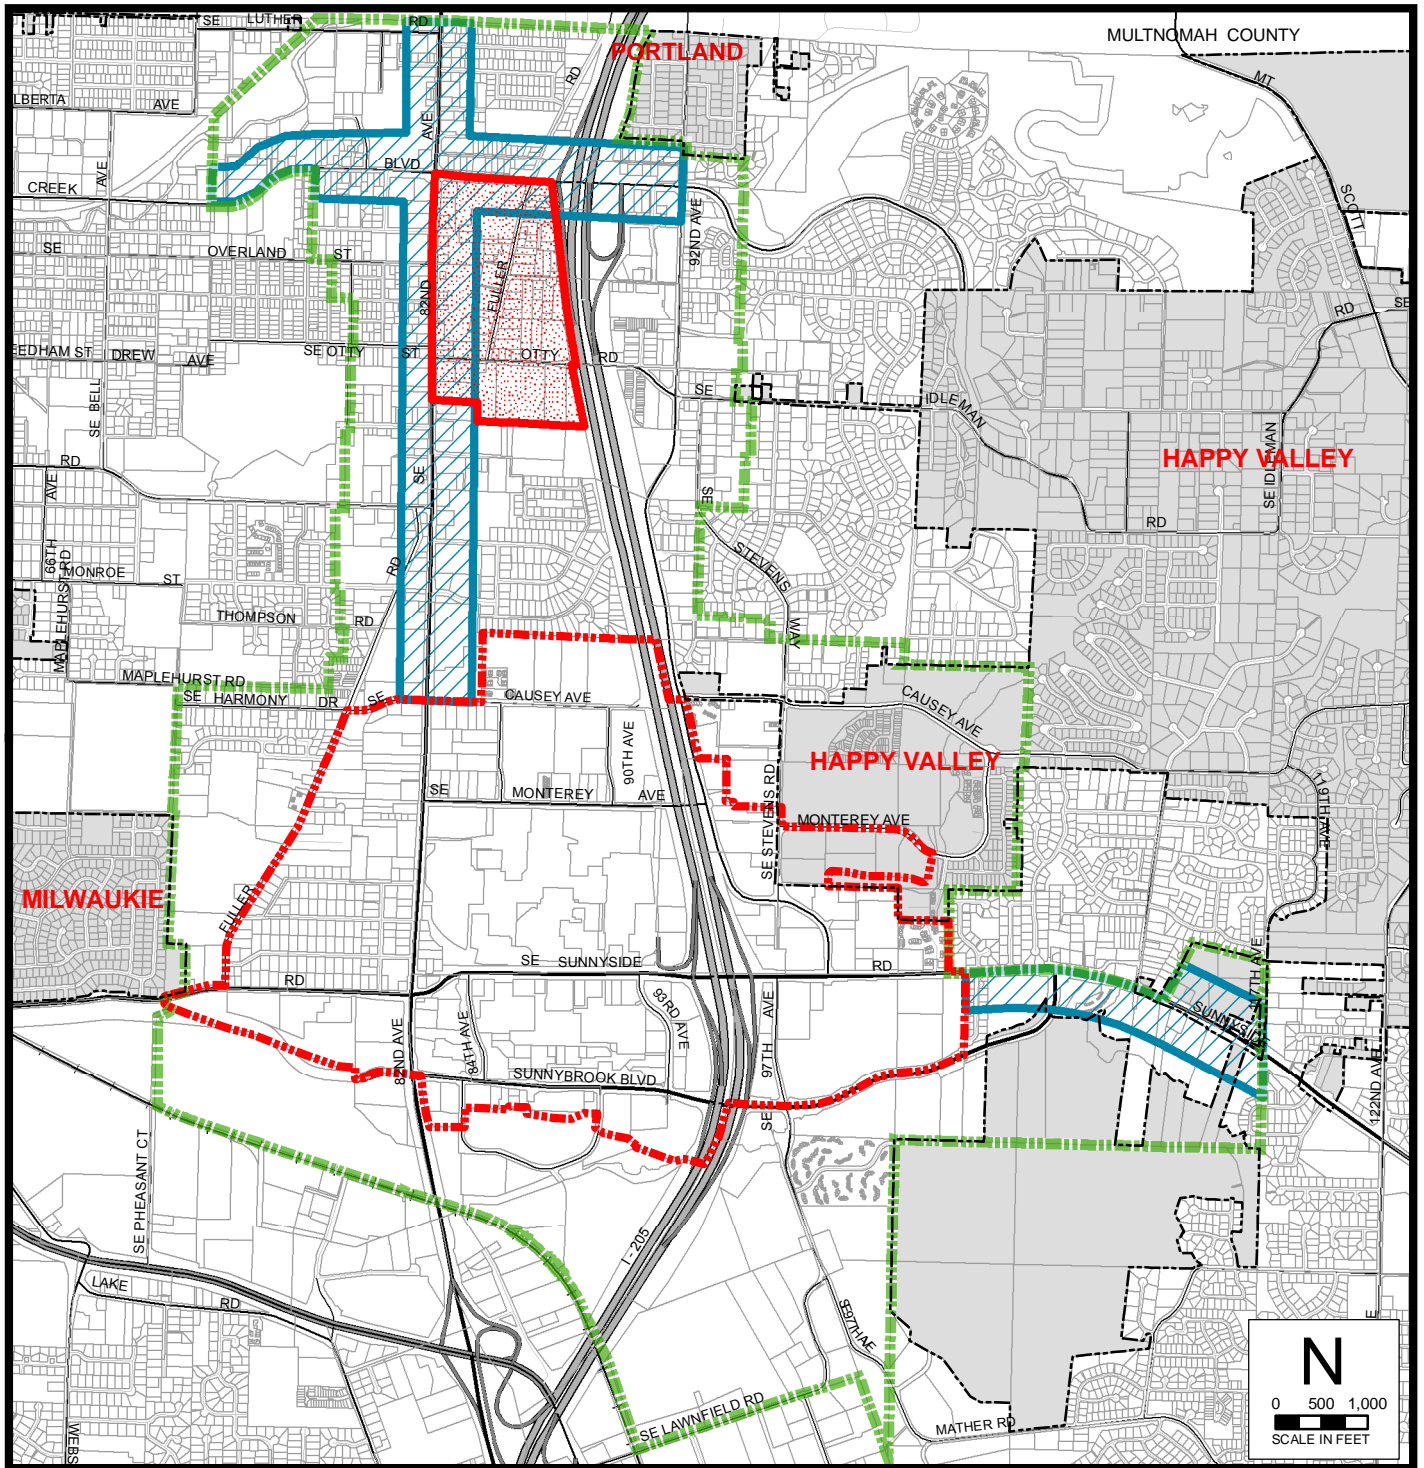 SE LUTHER RD
MULTNOMAH COUNTY
PORTLAND
RD
MT
SCOTT
LBERTA AVE
AVE
AVE
BLVD
CREEK
SE OVERLAND ST
92ND AVE
82ND
FULLER
SE
RD
EEDHAM ST DREW AVE
SE OTTY ST OTTY RD
SE
IDLEMAN
SE BELL
HAPPY VALLEY
SE IDLEMAN
RD
RD
AVE
66TH
SE
SE
STEVENS
WAY
MONROE ST
MAPLEHURST RD
RD
THOMPSON RD
MAPLEHURST RD
SE HARMONY DR SE
CAUSEY AVE
CAUSEY AVE
90TH AVE
HAPPY VALLEY
SE MONTEREY AVE
SE STEVENS RD
MONTEREY AVE
119TH AVE
MILWAUKIE
FULLER
SE SUNNYSIDE RD
RD
7TH AVE
SUNNYSI
93RD AVE
97TH AVE
SE
84TH AVE
82ND AVE
SUNNYBROOK BLVD
122ND AVE
SE PHEASANT CT
I - 205
LAKE RD
SE 97TH AVE
E
SE LAWNFIELD RD
MATHER RD
WEBS
N
0 500 1,000
SCALE IN FEET